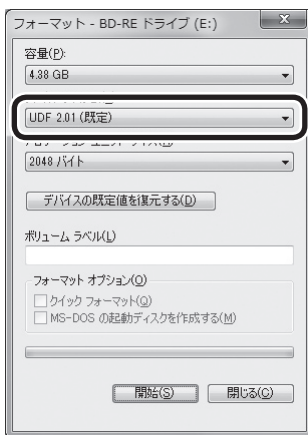 フォーマット - BD-RE ドライブ (E:)
容量(P):
4.38 GB
UDF 2.01 (既定)
2048 バイト
デバイスの既定値を復元する(D)
ボリューム ラベル(L)
フォーマット オプション(O)
クイック フォーマット(Q)
MS-DOS の起動ディスクを作成する(M)
開始(S)
閉じる(C)